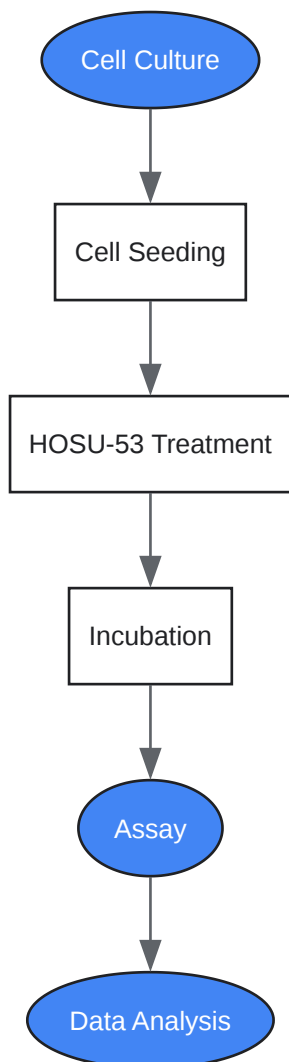 Cell Culture
Cell Seeding
HOSU-53 Treatment
Incubation
Assay
Data Analysis